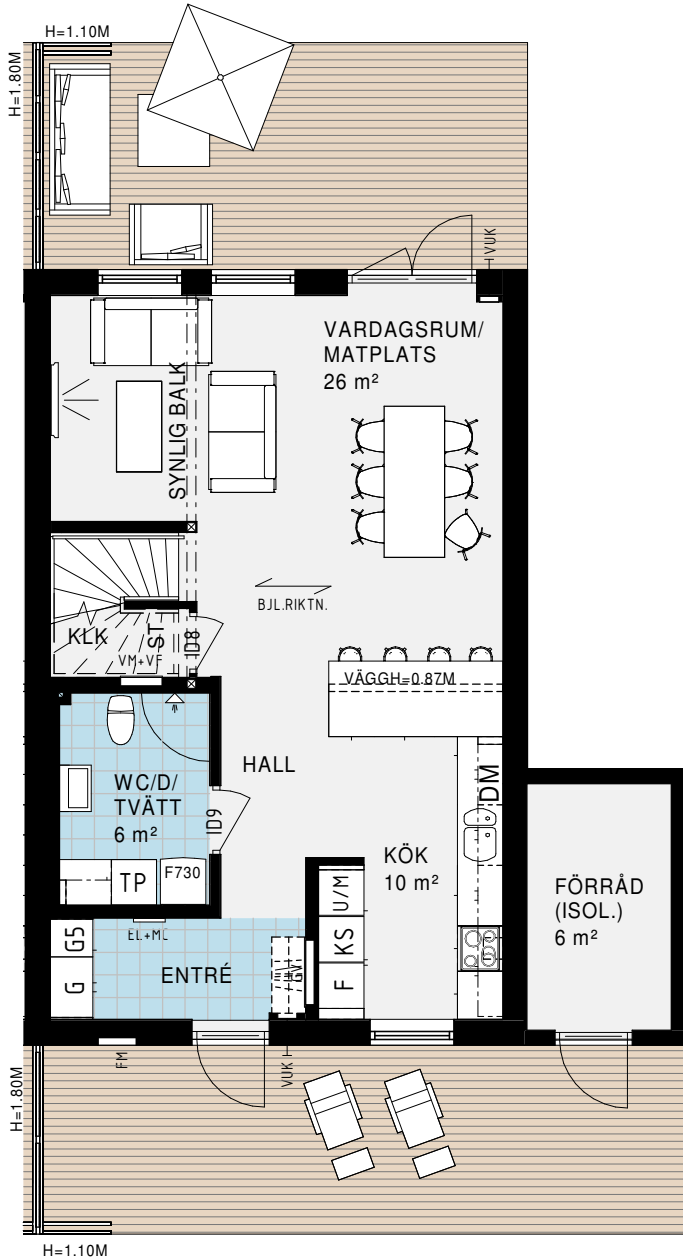 H=1.10M
H=1.80M
VUK
VARDAGSRUM/
MATPLATS
26 m²
SYNLIG BALK
BJL.RIKTN.
KLK
ST
ID8
VM+VF
VÄGGH=0.87M
HALL
WC/D/
TVÄTT
6 m²
ID9
DM
TP
F730
KÖK
10 m²
U/M
KS
F
FÖRRÅD
(ISOL.)
6 m²
G5
G
EL+MC
ENTRÉ
GV
FM
VUK
H=1.80M
H=1.10M